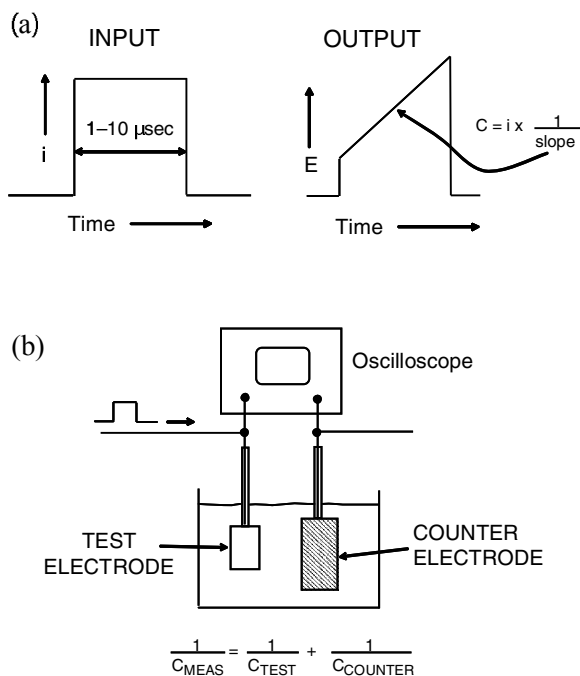 (a)
INPUT
OUTPUT
i
1–10 μsec
Time
E
C = i x 1/slope
Time
(b)
Oscilloscope
TEST
ELECTRODE
COUNTER
ELECTRODE
1/C_MEAS = 1/C_TEST + 1/C_COUNTER